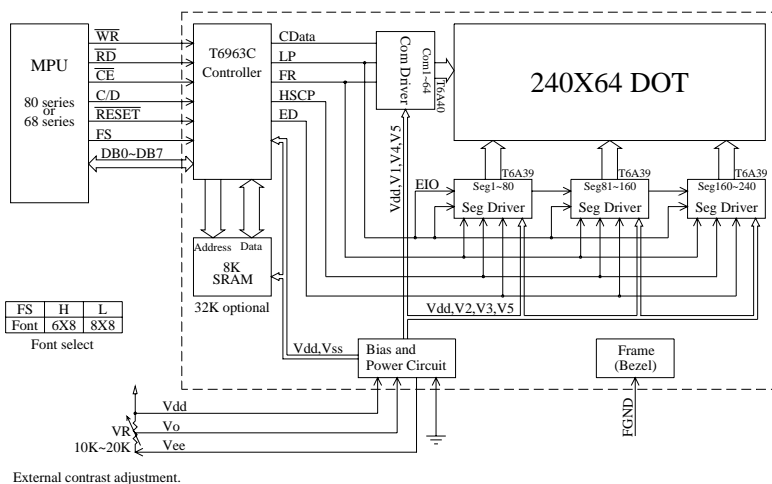 MPU
80 series
or
68 series
WR
RD
CE
C/D
RESET
FS
DB0~DB7
T6963C
Controller
CData
LP
FR
HSCP
ED
Com Driver
Com1~64
T6A40
240X64 DOT
Vdd,V1,V4,V5
EIO
T6A39
Seg1~80
Seg Driver
T6A39
Seg81~160
Seg Driver
T6A39
Seg160~240
Seg Driver
Address
Data
8K
SRAM
32K optional
FS H L
Font 6X8 8X8
Font select
Vdd,V2,V3,V5
Vdd,Vss
Bias and
Power Circuit
Frame
(Bezel)
FGND
Vdd
Vo
VR
10K~20K
Vee
External contrast adjustment.